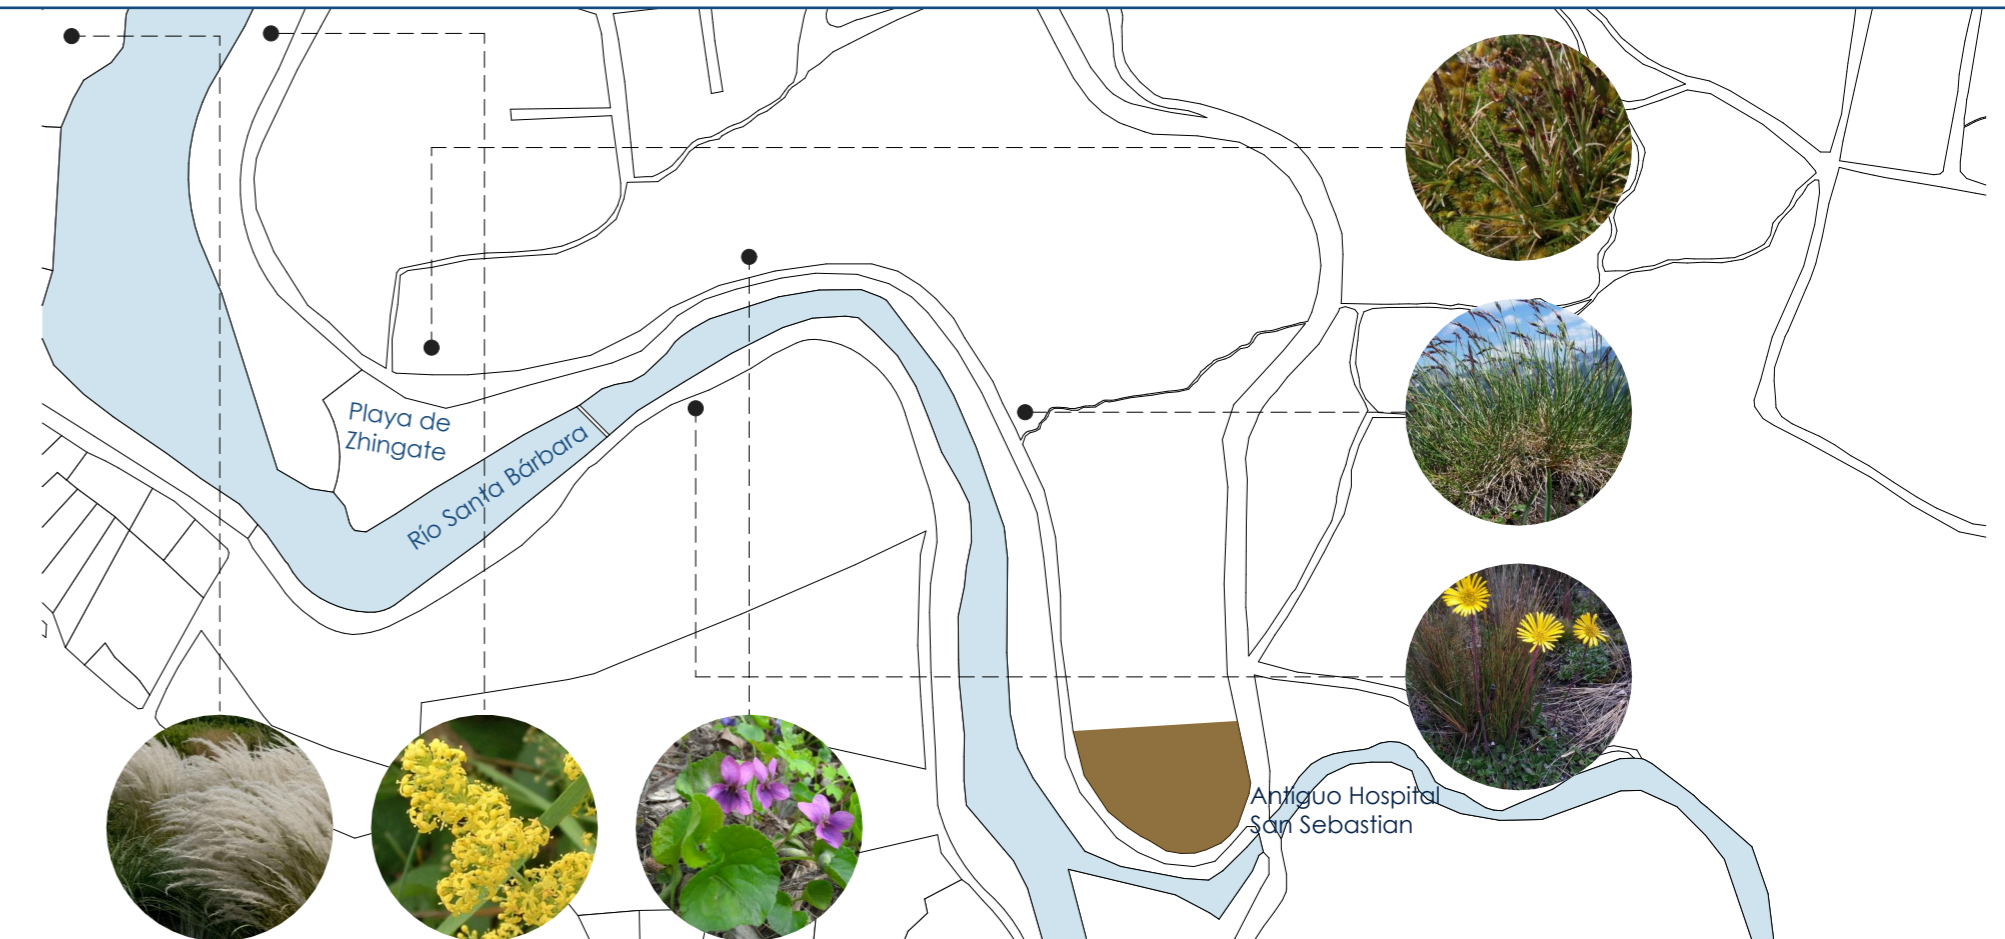 Playa de
Zhingate
Río Santa Bárbara
Antiguo Hospital
San Sebastian